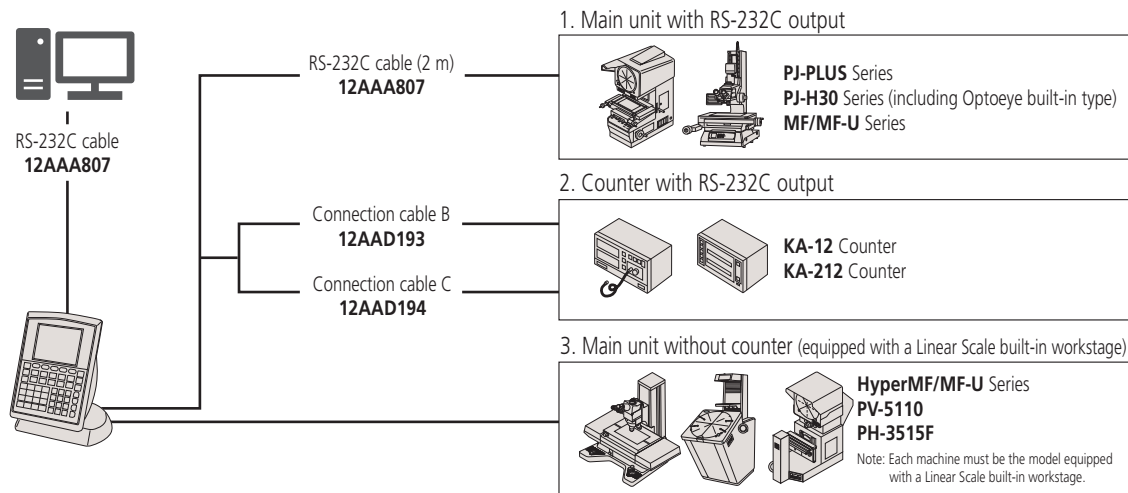 RS-232C cable
12AAA807
RS-232C cable (2 m)
12AAA807
Connection cable B
12AAD193
Connection cable C
12AAD194
1. Main unit with RS-232C output
PJ-PLUS Series
PJ-H30 Series (including Optoeye built-in type)
MF/MF-U Series
2. Counter with RS-232C output
KA-12 Counter
KA-212 Counter
3. Main unit without counter (equipped with a Linear Scale built-in workstage)
HyperMF/MF-U Series
PV-5110
PH-3515F
Note: Each machine must be the model equipped
with a Linear Scale built-in workstage.